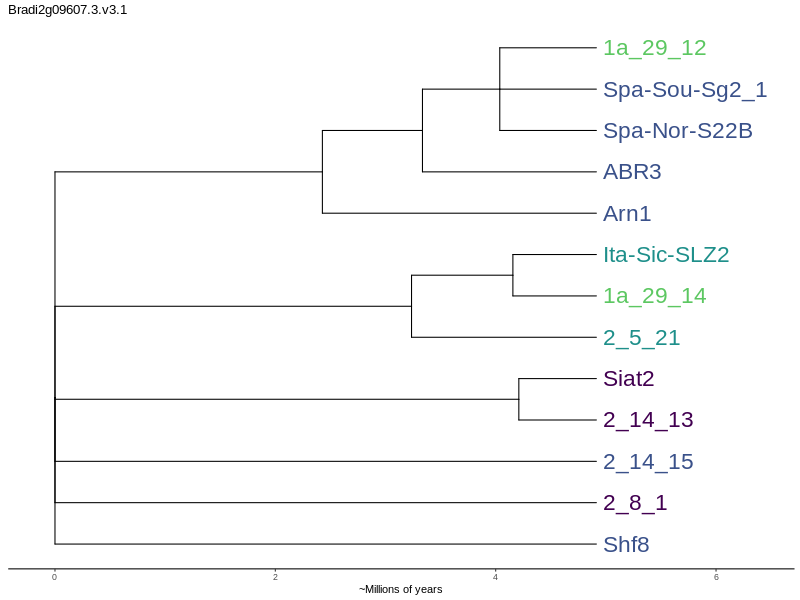 Bradi2g09607.3.v3.1
1a_29_12
Spa-Sou-Sg2_1
Spa-Nor-S22B
ABR3
Arn1
Ita-Sic-SLZ2
1a_29_14
2_5_21
Siat2
2_14_13
2_14_15
2_8_1
Shf8
0 2 4 6
~Millions of years